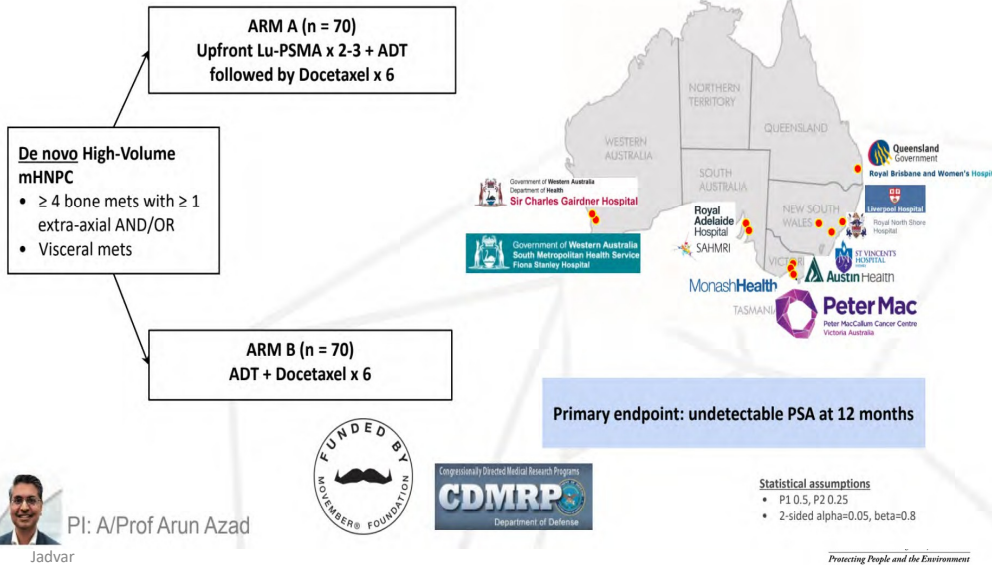 ARM A (n = 70)
Upfront Lu-PSMA x 2-3 + ADT
followed by Docetaxel x 6
De novo High-Volume
mHNPC
• ≥ 4 bone mets with ≥ 1
extra-axial AND/OR
• Visceral mets
ARM B (n = 70)
ADT + Docetaxel x 6
NORTHERN
TERRITORY
QUEENSLAND
WESTERN
AUSTRALIA
SOUTH
AUSTRALIA
NEW SOUTH
WALES
TASMANI
Queensland
Government
Royal Brisbane and Women's Hospit
Liverpool Hospital
Royal North Shore
Hospital
ST VINCENT'S
HOSPITAL
Austin Health
Government of Western Australia
Department of Health
Sir Charles Gairdner Hospital
Government of Western Australia
South Metropolitan Health Service
Fiona Stanley Hospital
Royal
Adelaide
Hospital
SAHMRI
MonashHealth
Peter Mac
Peter MacCallum Cancer Centre
Victoria Australia
Primary endpoint: undetectable PSA at 12 months
FUNDED BY
MOVEMBER® FOUNDATION
Congressionally Directed Medical Research Programs
CDMRP
Department of Defense
Statistical assumptions
• P1 0.5, P2 0.25
• 2-sided alpha=0.05, beta=0.8
PI: A/Prof Arun Azad
Jadvar
Protecting People and the Environment